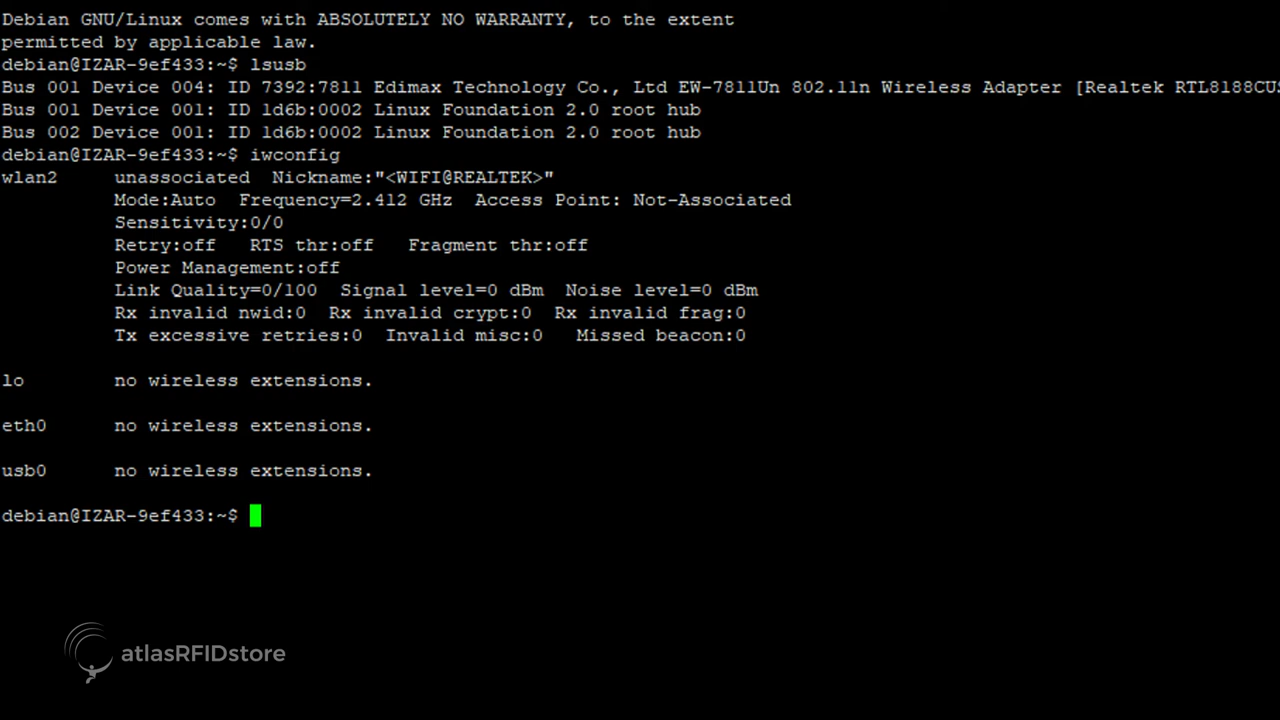 Debian GNU/Linux comes with ABSOLUTELY NO WARRANTY, to the extent
permitted by applicable law.
debian@IZAR-9ef433:~$ lsusb
Bus 001 Device 004: ID 7392:7811 Edimax Technology Co., Ltd EW-7811Un 802.11n Wireless Adapter [Realtek RTL8188CUS
Bus 001 Device 001: ID 1d6b:0002 Linux Foundation 2.0 root hub
Bus 002 Device 001: ID 1d6b:0002 Linux Foundation 2.0 root hub
debian@IZAR-9ef433:~$ iwconfig
wlan2     unassociated  Nickname:"<WIFI@REALTEK>"
          Mode:Auto  Frequency=2.412 GHz  Access Point: Not-Associated
          Sensitivity:0/0
          Retry:off   RTS thr:off   Fragment thr:off
          Power Management:off
          Link Quality=0/100  Signal level=0 dBm  Noise level=0 dBm
          Rx invalid nwid:0  Rx invalid crypt:0  Rx invalid frag:0
          Tx excessive retries:0  Invalid misc:0   Missed beacon:0
lo        no wireless extensions.
eth0      no wireless extensions.
usb0      no wireless extensions.
debian@IZAR-9ef433:~$
atlasRFIDstore